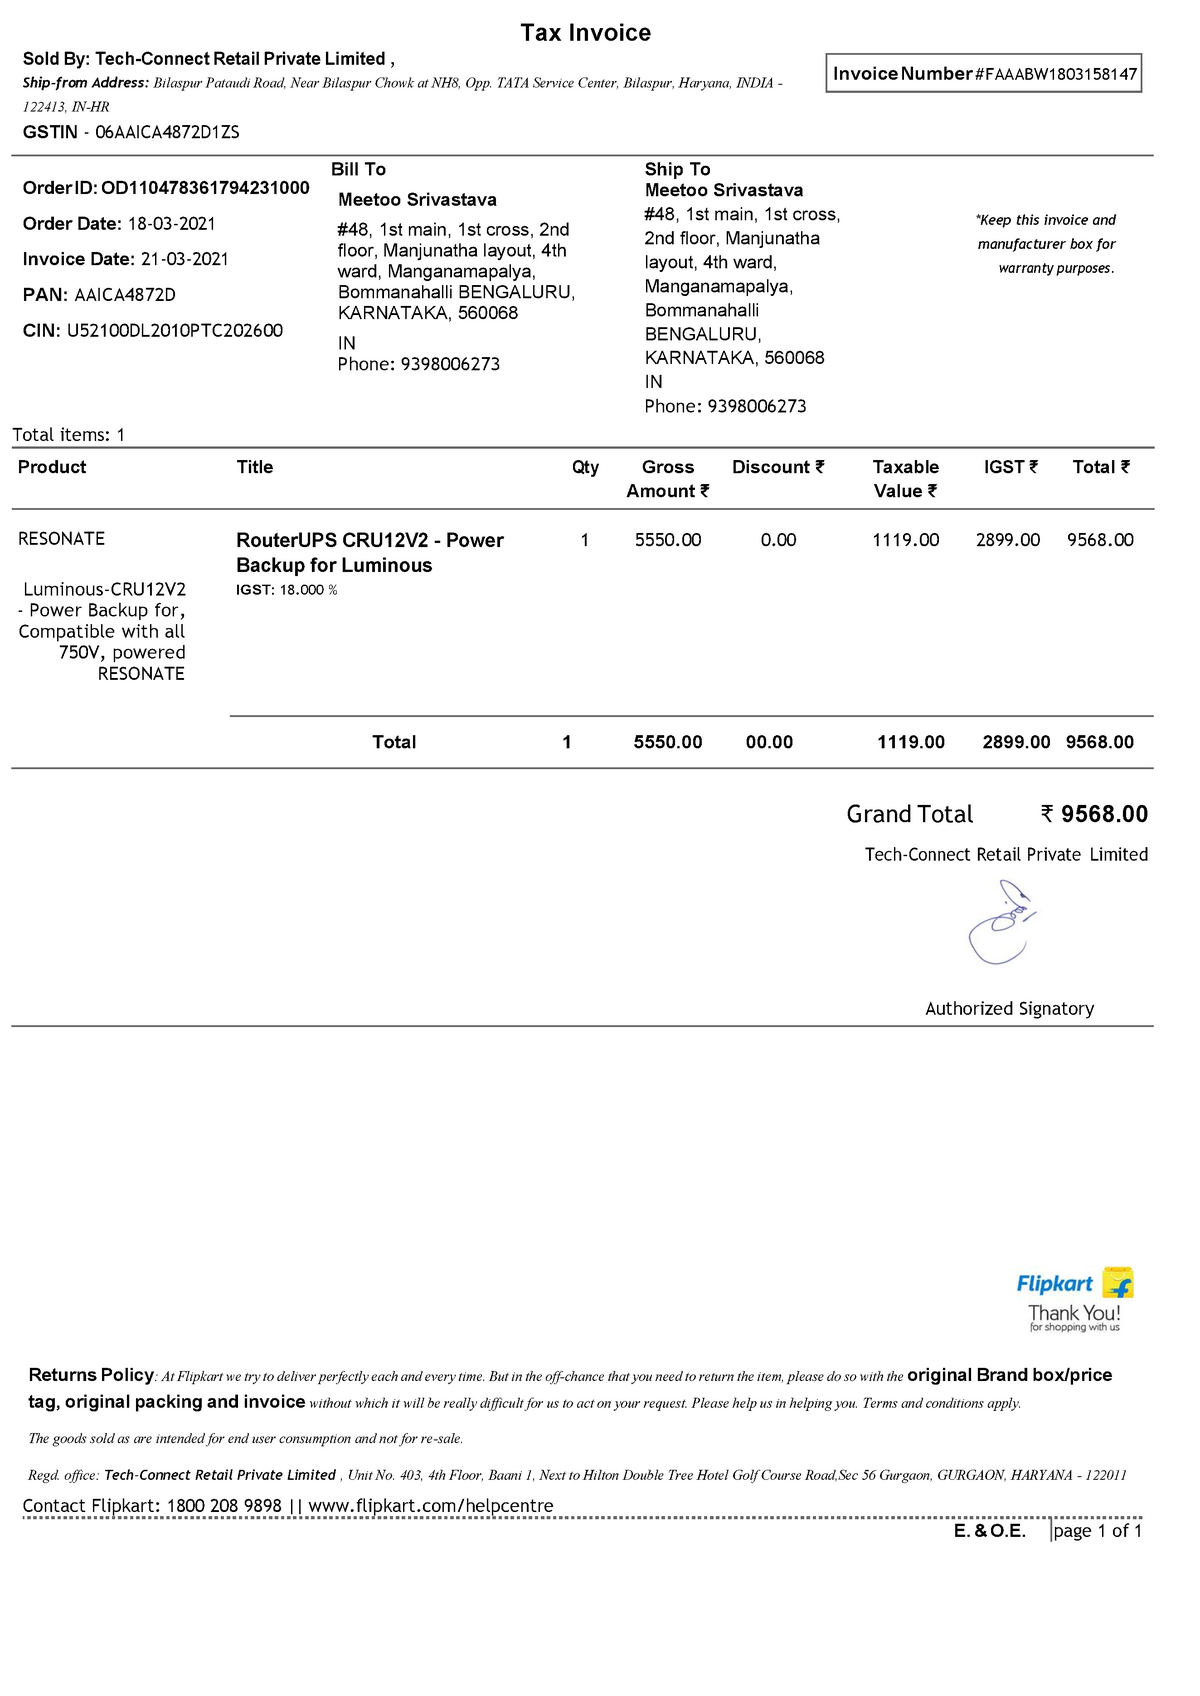 Tax Invoice
Sold By: Tech-Connect Retail Private Limited ,
Ship-from Address: Bilaspur Pataudi Road, Near Bilaspur Chowk at NH8, Opp. TATA Service Center, Bilaspur, Haryana, INDIA -
122413, IN-HR
GSTIN - 06AAICA4872D1ZS
Invoice Number #FAAABW1803158147
Order ID: OD110478361794231000
Order Date: 18-03-2021
Invoice Date: 21-03-2021
PAN: AAICA4872D
CIN: U52100DL2010PTC202600
Bill To
Meetoo Srivastava
#48, 1st main, 1st cross, 2nd
floor, Manjunatha layout, 4th
ward, Manganamapalya,
Bommanahalli BENGALURU,
KARNATAKA, 560068
IN
Phone: 9398006273
Ship To
Meetoo Srivastava
#48, 1st main, 1st cross,
2nd floor, Manjunatha
layout, 4th ward,
Manganamapalya,
Bommanahalli
BENGALURU,
KARNATAKA, 560068
IN
Phone: 9398006273
*Keep this invoice and
manufacturer box for
warranty purposes.
Total items: 1
Product Title Qty Gross Amount ₹ Discount ₹ Taxable Value ₹ IGST ₹ Total ₹
RESONATE
Luminous-CRU12V2
- Power Backup for,
Compatible with all
750V, powered
RESONATE
RouterUPS CRU12V2 - Power
Backup for Luminous
IGST: 18.000 %
1 5550.00 0.00 1119.00 2899.00 9568.00
Total 1 5550.00 00.00 1119.00 2899.00 9568.00
Grand Total ₹ 9568.00
Tech-Connect Retail Private Limited
Authorized Signatory
Flipkart
Thank You!
for shopping with us
Returns Policy: At Flipkart we try to deliver perfectly each and every time. But in the off-chance that you need to return the item, please do so with the original Brand box/price
tag, original packing and invoice without which it will be really difficult for us to act on your request. Please help us in helping you. Terms and conditions apply.
The goods sold as are intended for end user consumption and not for re-sale.
Regd. office: Tech-Connect Retail Private Limited , Unit No. 403, 4th Floor, Baani 1, Next to Hilton Double Tree Hotel Golf Course Road,Sec 56 Gurgaon, GURGAON, HARYANA - 122011
Contact Flipkart: 1800 208 9898 || www.flipkart.com/helpcentre
E. & O.E. page 1 of 1